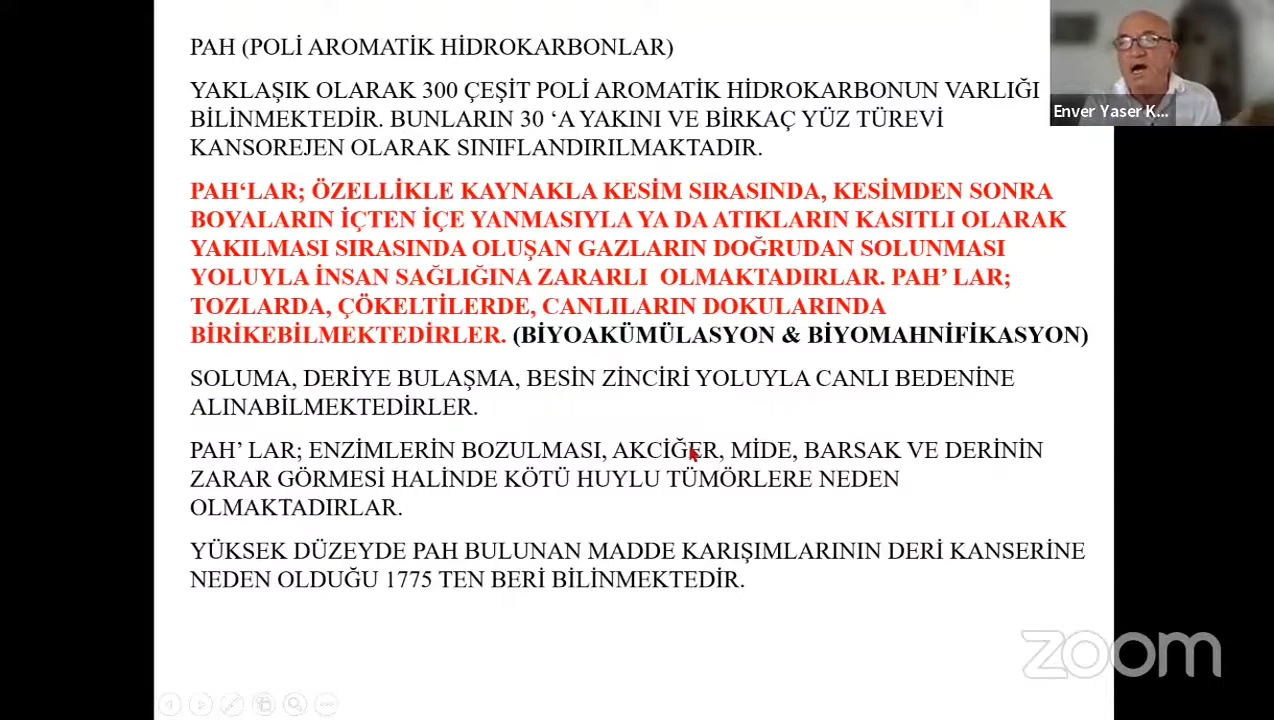 PAH (POLİ AROMATİK HİDROKARBONLAR)
YAKLAŞIK OLARAK 300 ÇEŞİT POLİ AROMATİK HİDROKARBONUN VARLIĞI
BİLİNMEKTEDİR. BUNLARIN 30 ‘A YAKINI VE BİRKAÇ YÜZ TÜREVİ
KANSOREJEN OLARAK SINIFLANDIRILMAKTADIR.
PAH‘LAR; ÖZELLİKLE KAYNAKLA KESİM SIRASINDA, KESİMDEN SONRA
BOYALARIN İÇTEN İÇE YANMASIYLA YA DA ATIKLARIN KASITLI OLARAK
YAKILMASI SIRASINDA OLUŞAN GAZLARIN DOĞRUDAN SOLUNMASI
YOLUYLA İNSAN SAĞLIĞINA ZARARLI OLMAKTADIRLAR. PAH’ LAR;
TOZLARDA, ÇÖKELTİLERDE, CANLILARIN DOKULARINDA
BİRİKEBİLMEKTEDİRLER. (BİYOAKÜMÜLASYON & BİYOMAHNİFİKASYON)
SOLUMA, DERİYE BULAŞMA, BESİN ZİNCİRİ YOLUYLA CANLI BEDENİNE
ALINABİLMEKTEDİRLER.
PAH’ LAR; ENZİMLERİN BOZULMASI, AKCİĞER, MİDE, BARSAK VE DERİNİN
ZARAR GÖRMESİ HALİNDE KÖTÜ HUYLU TÜMÖRLERE NEDEN
OLMAKTADIRLAR.
YÜKSEK DÜZEYDE PAH BULUNAN MADDE KARIŞIMLARININ DERİ KANSERİNE
NEDEN OLDUĞU 1775 TEN BERİ BİLİNMEKTEDİR.
Enver Yaser K...
zoom